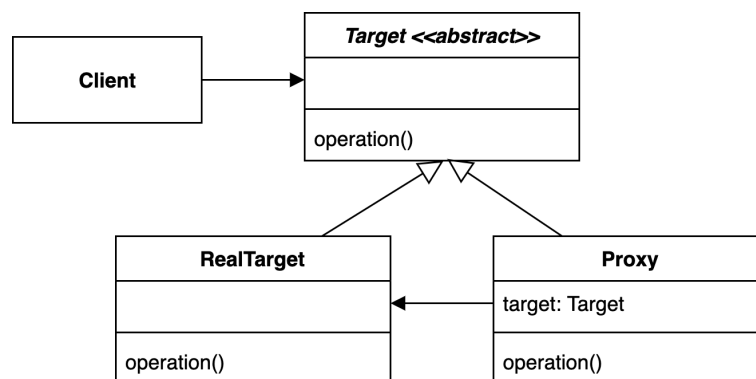 Target <<abstract>>
Client
operation()
RealTarget
Proxy
target: Target
operation()
operation()